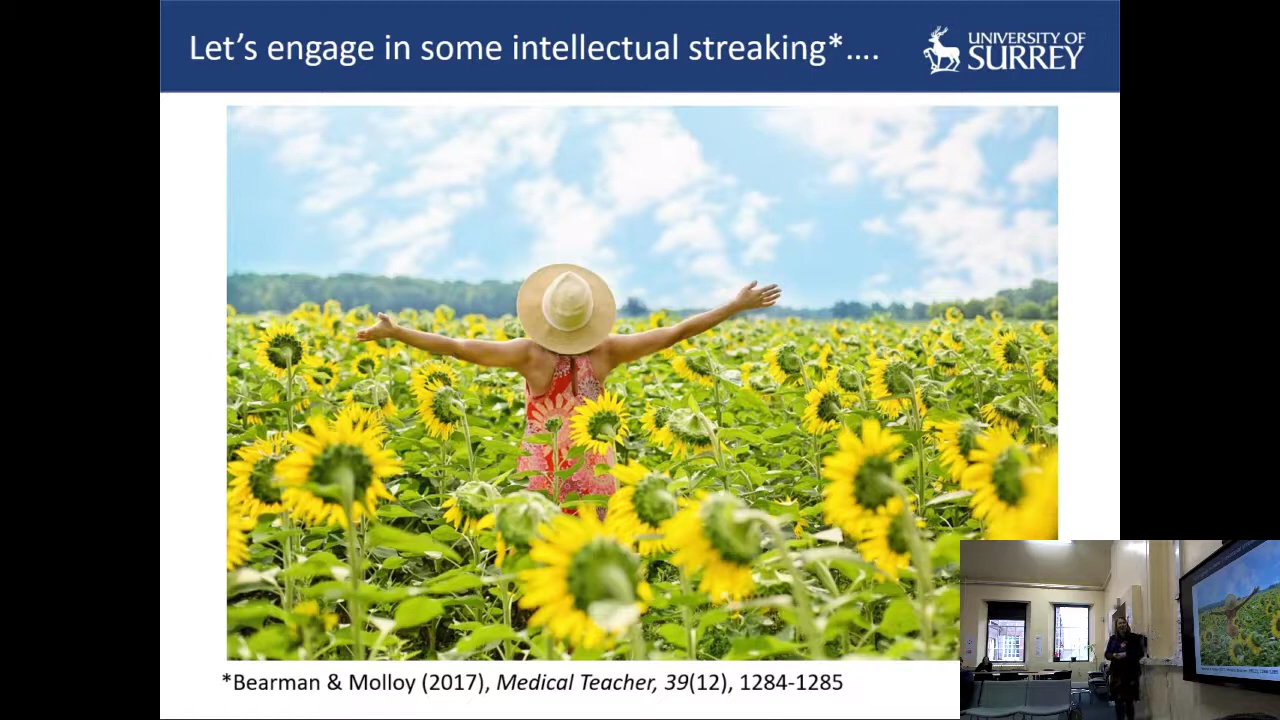 Let's engage in some intellectual streaking*....
UNIVERSITY OF
SURREY
*Bearman & Molloy (2017), Medical Teacher, 39(12), 1284-1285